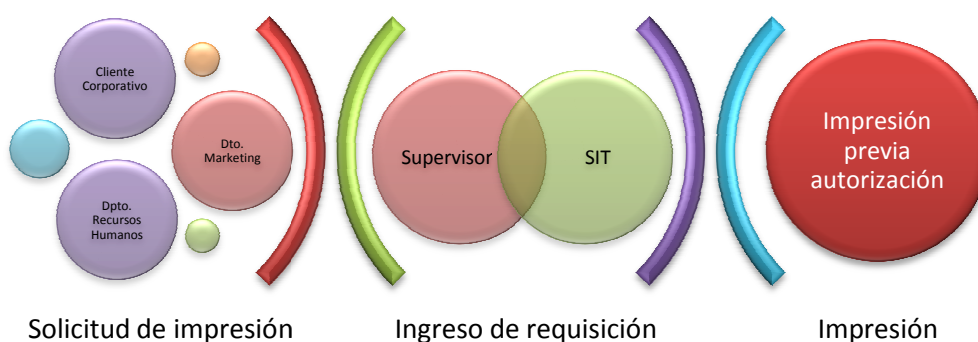 Cliente
Corporativo
Dto.
Marketing
Dpto.
Recursos
Humanos
Supervisor
SIT
Impresión
previa
autorización
Solicitud de impresión
Ingreso de requisición
Impresión